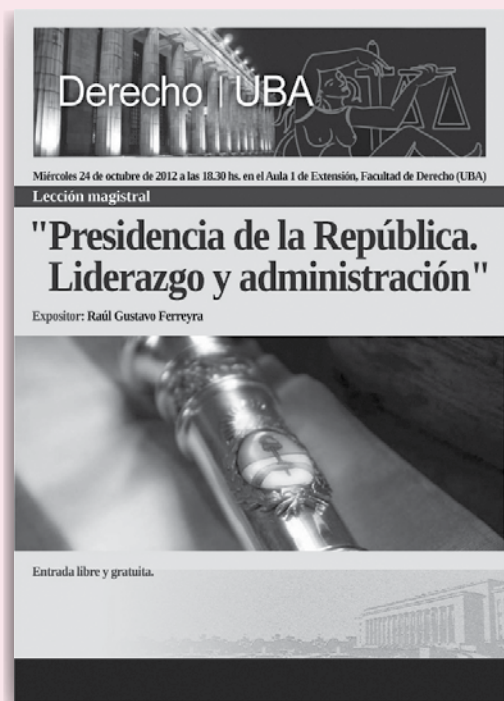 Derecho | UBA
Miércoles 24 de octubre de 2012 a las 18.30 hs. en el Aula 1 de Extensión, Facultad de Derecho (UBA)
Lección magistral
"Presidencia de la República.
Liderazgo y administración"
Expositor: Raúl Gustavo Ferreyra
Entrada libre y gratuita.